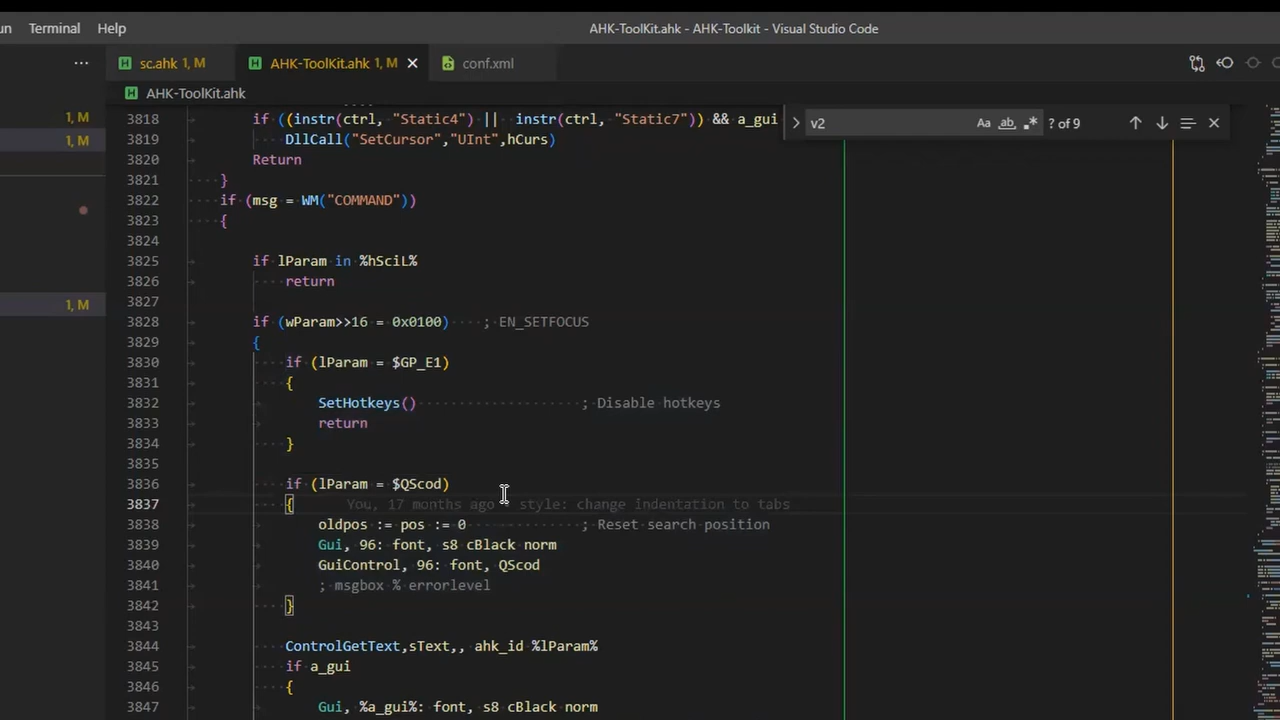 un Terminal Help AHK-ToolKit.ahk - AHK-Toolkit - Visual Studio Code
... sc.ahk 1, M AHK-ToolKit.ahk 1, M conf.xml
AHK-ToolKit.ahk
v2 Aa ab .* ? of 9
1, M
1, M
1, M
3818 if ((instr(ctrl, "Static4") || instr(ctrl, "Static7")) && a_gui
3819 DllCall("SetCursor","UInt",hCurs)
3820 Return
3821 }
3822 if (msg = WM("COMMAND"))
3823 {
3824
3825 if lParam in %hSciL%
3826 return
3827
3828 if (wParam>>16 = 0x0100) ; EN_SETFOCUS
3829 {
3830 if (lParam = $GP_E1)
3831 {
3832 SetHotkeys() ; Disable hotkeys
3833 return
3834 }
3835
3836 if (lParam = $QScod)
3837 { You, 17 months ago • style: change indentation to tabs
3838 oldpos := pos := 0 ; Reset search position
3839 Gui, 96: font, s8 cBlack norm
3840 GuiControl, 96: font, QScod
3841 ; msgbox % errorlevel
3842 }
3843
3844 ControlGetText,sText,, ahk_id %lParam%
3845 if a_gui
3846 {
3847 Gui, %a_gui%: font, s8 cBlack norm